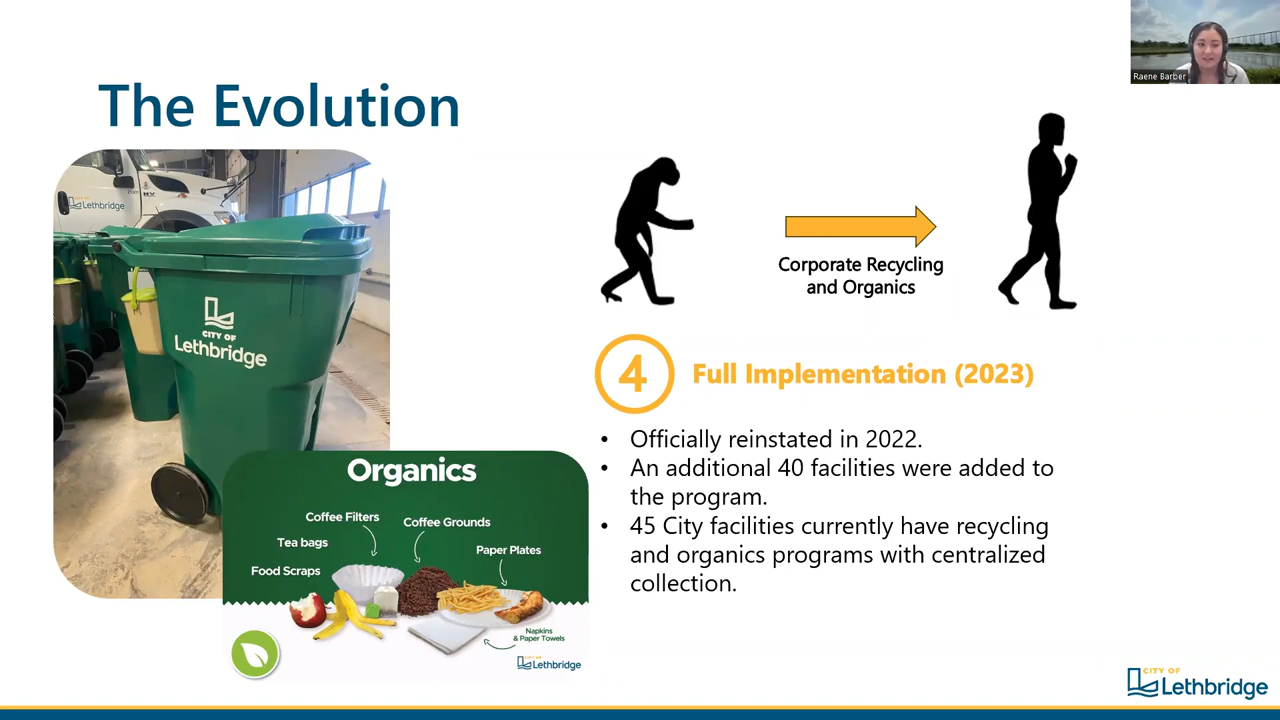 Raene Barber
The Evolution
Lethbridge
CITY OF
Lethbridge
Corporate Recycling
and Organics
4
Full Implementation (2023)
• Officially reinstated in 2022.
• An additional 40 facilities were added to
the program.
• 45 City facilities currently have recycling
and organics programs with centralized
collection.
Organics
Coffee Filters
Coffee Grounds
Tea bags
Paper Plates
Food Scraps
Napkins
& Paper Towels
CITY OF
Lethbridge
CITY OF
Lethbridge